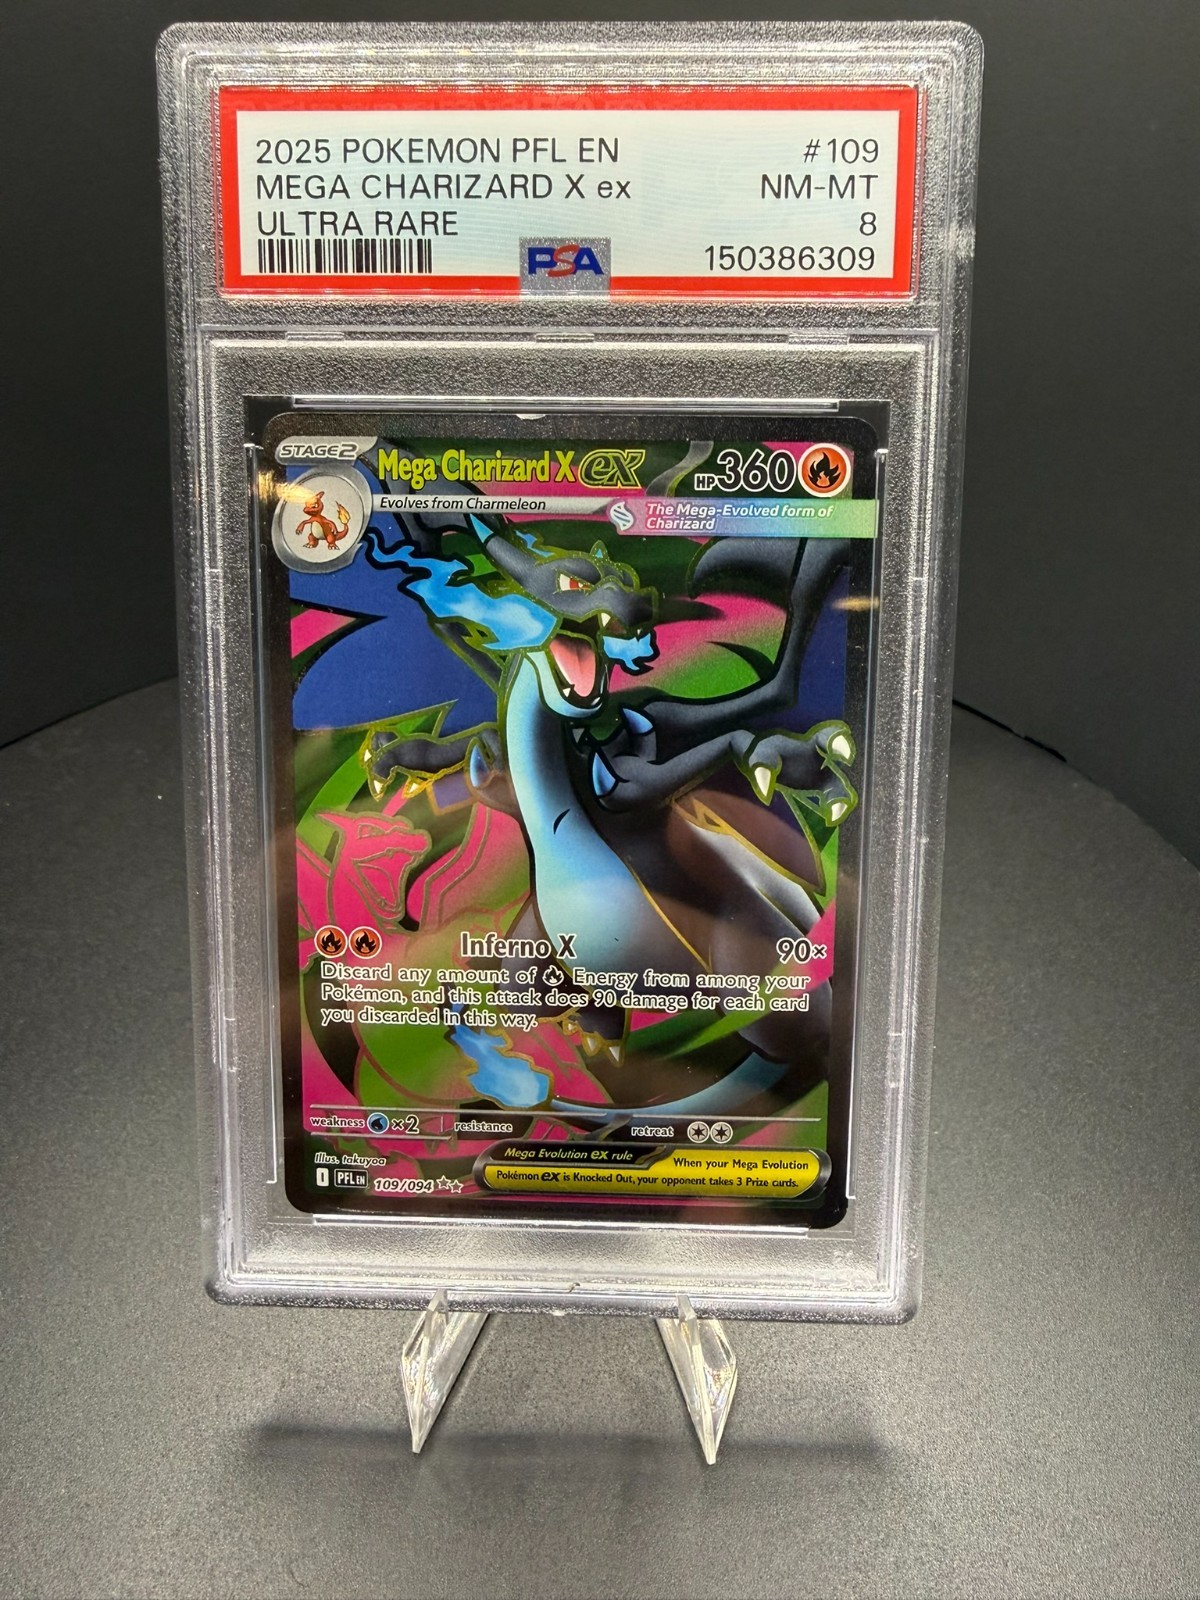 2025 POKEMON PFL EN #109
MEGA CHARIZARD X ex NM-MT
ULTRA RARE 8
PSA 150386309
STAGE2 Mega Charizard X ex HP360
Evolves from Charmeleon
The Mega-Evolved form of
Charizard
Inferno X 90×
Discard any amount of Energy from among your
Pokémon, and this attack does 90 damage for each card
you discarded in this way.
weakness ×2 resistance retreat
Illus. takuyoa
Mega Evolution ex rule When your Mega Evolution
Pokémon ex is Knocked Out, your opponent takes 3 Prize cards.
PFL EN 109/094